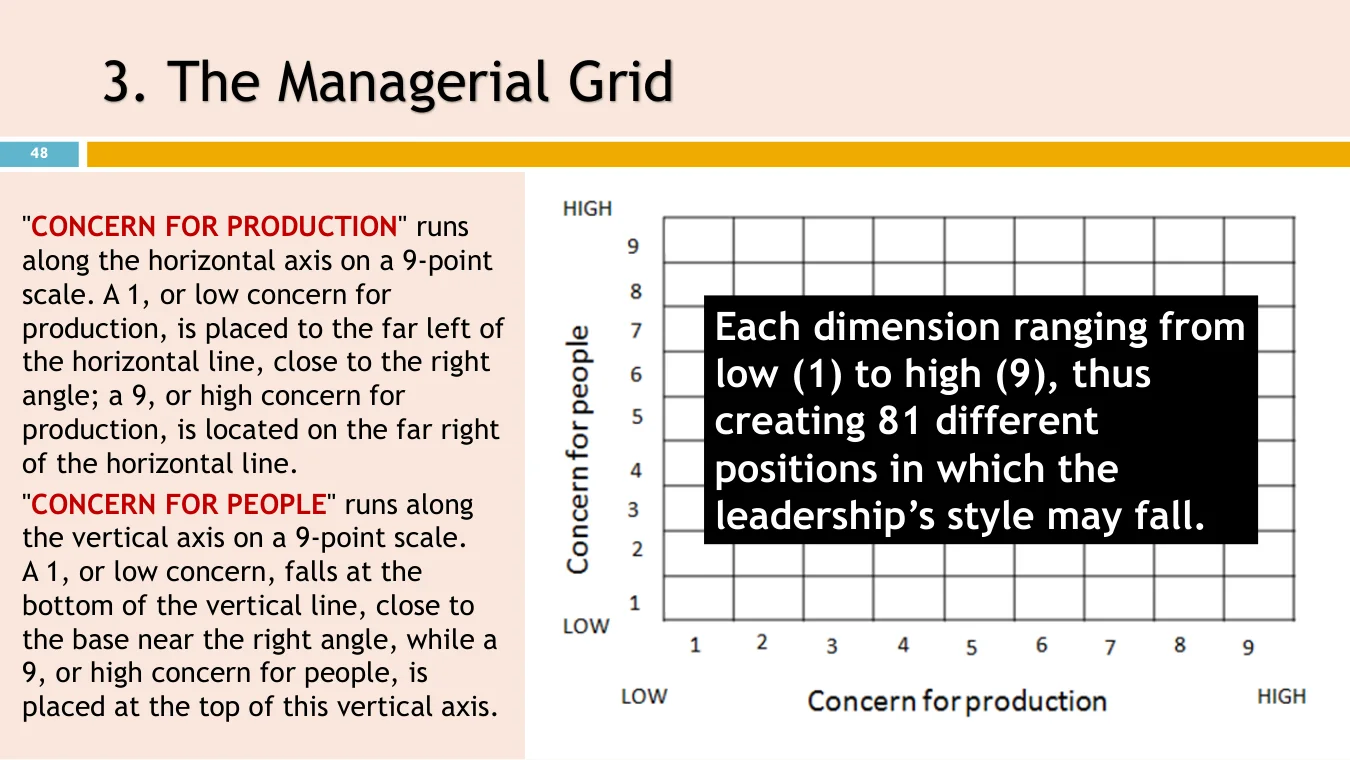 3. The Managerial Grid
48
"CONCERN FOR PRODUCTION" runs
along the horizontal axis on a 9-point
scale. A 1, or low concern for
production, is placed to the far left of
the horizontal line, close to the right
angle; a 9, or high concern for
production, is located on the far right
of the horizontal line.
"CONCERN FOR PEOPLE" runs along
the vertical axis on a 9-point scale.
A 1, or low concern, falls at the
bottom of the vertical line, close to
the base near the right angle, while a
9, or high concern for people, is
placed at the top of this vertical axis.
HIGH
9
8
7
6
5
4
3
2
1
LOW
Concern for people
Each dimension ranging from
low (1) to high (9), thus
creating 81 different
positions in which the
leadership’s style may fall.
1 2 3 4 5 6 7 8 9
LOW Concern for production HIGH